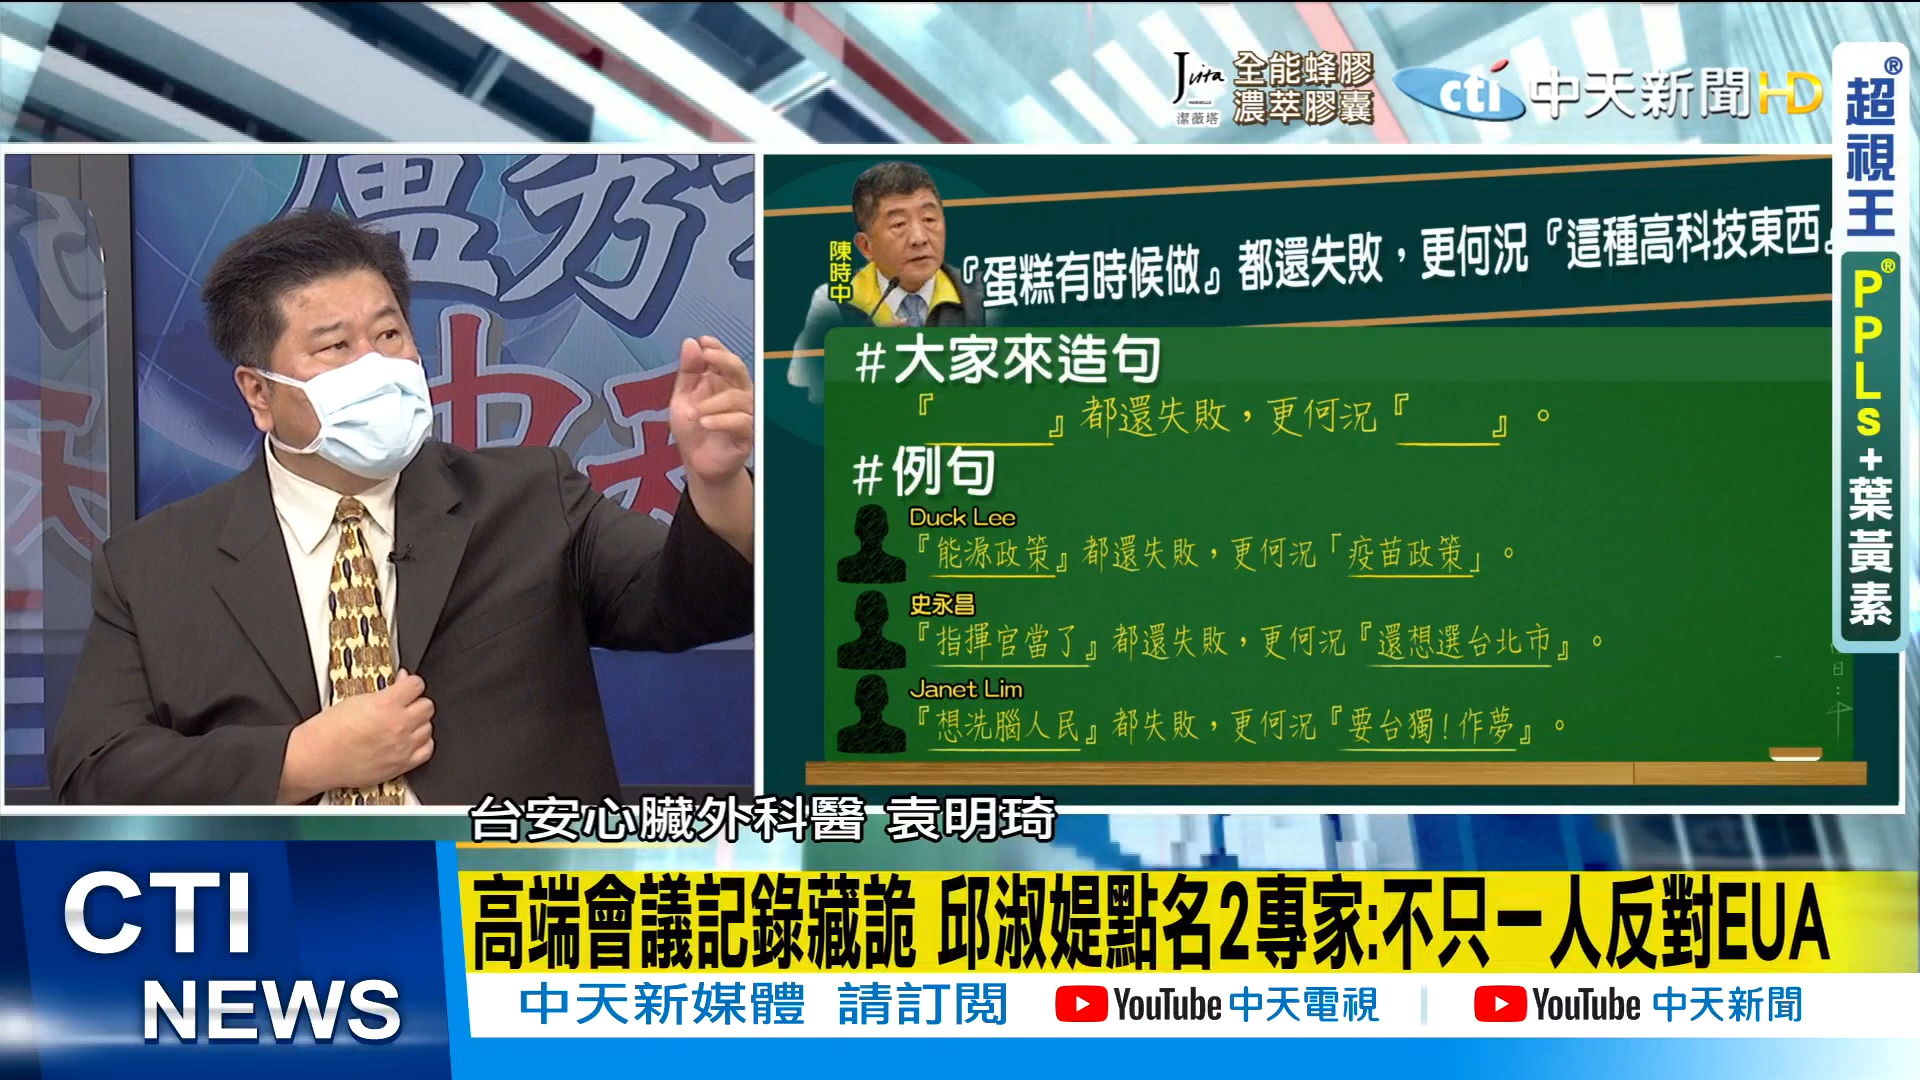 Jvita
MARSEILLE
潔薇塔
全能蜂膠
濃萃膠囊
cti 中天新聞HD
超視王®
PPLs®+葉黃素
陳時中
『蛋糕有時候做』都還失敗，更何況『這種高科技東西』
#大家來造句
『　　　』都還失敗，更何況『　　　』。
#例句
Duck Lee
『能源政策』都還失敗，更何況「疫苗政策」。
史永昌
『指揮官當了』都還失敗，更何況『還想選台北市』。
Janet Lim
『想洗腦人民』都失敗，更何況『要台獨!作夢』。
台安心臟外科醫 袁明琦
CTI
NEWS
高端會議記錄藏詭 邱淑媞點名2專家:不只一人反對EUA
中天新媒體 請訂閱 YouTube 中天電視 | YouTube 中天新聞